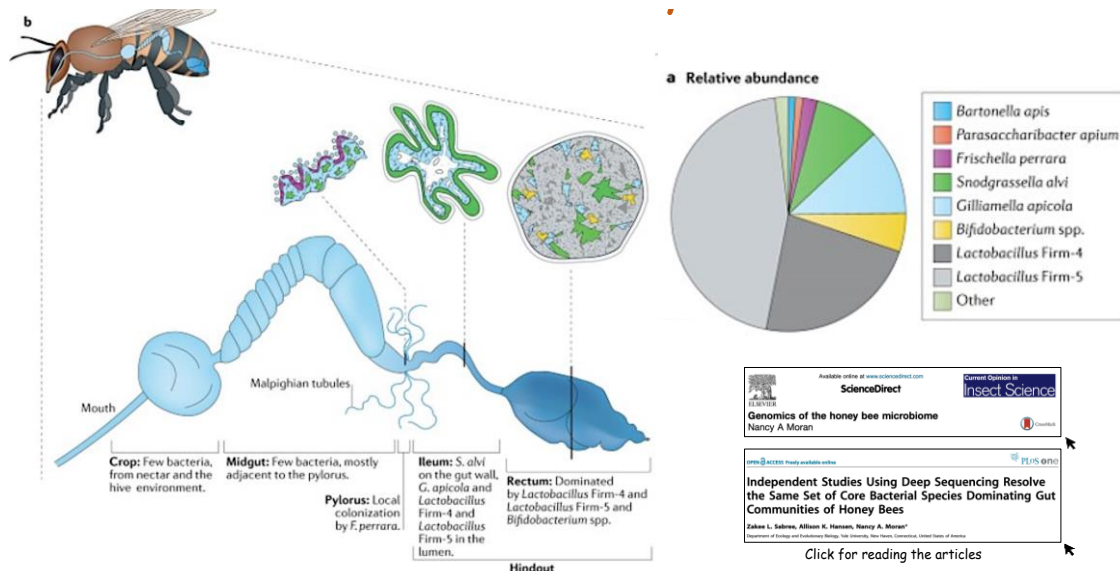 b
Mouth
Malpighian tubules
Crop: Few bacteria,
from nectar and the
hive environment.
Midgut: Few bacteria, mostly
adjacent to the pylorus.
Pylorus: Local
colonization
by F. perrara.
Ileum: S. alvi
on the gut wall,
G. apicola and
Lactobacillus
Firm-4 and
Lactobacillus
Firm-5 in the
lumen.
Rectum: Dominated
by Lactobacillus Firm-4 and
Lactobacillus Firm-5 and
Bifidobacterium spp.
Hindgut
a Relative abundance
Bartonella apis
Parasaccharibacter apium
Frischella perrara
Snodgrassella alvi
Gilliamella apicola
Bifidobacterium spp.
Lactobacillus Firm-4
Lactobacillus Firm-5
Other
Available online at www.sciencedirect.com
ScienceDirect
ELSEVIER
Current Opinion in
Insect Science
Genomics of the honey bee microbiome
Nancy A Moran
CrossMark
OPEN ACCESS Freely available online
PLoS one
Independent Studies Using Deep Sequencing Resolve
the Same Set of Core Bacterial Species Dominating Gut
Communities of Honey Bees
Zakee L. Sabree, Allison K. Hansen, Nancy A. Moran*
Department of Ecology and Evolutionary Biology, Yale University, New Haven, Connecticut, United States of America
Click for reading the articles